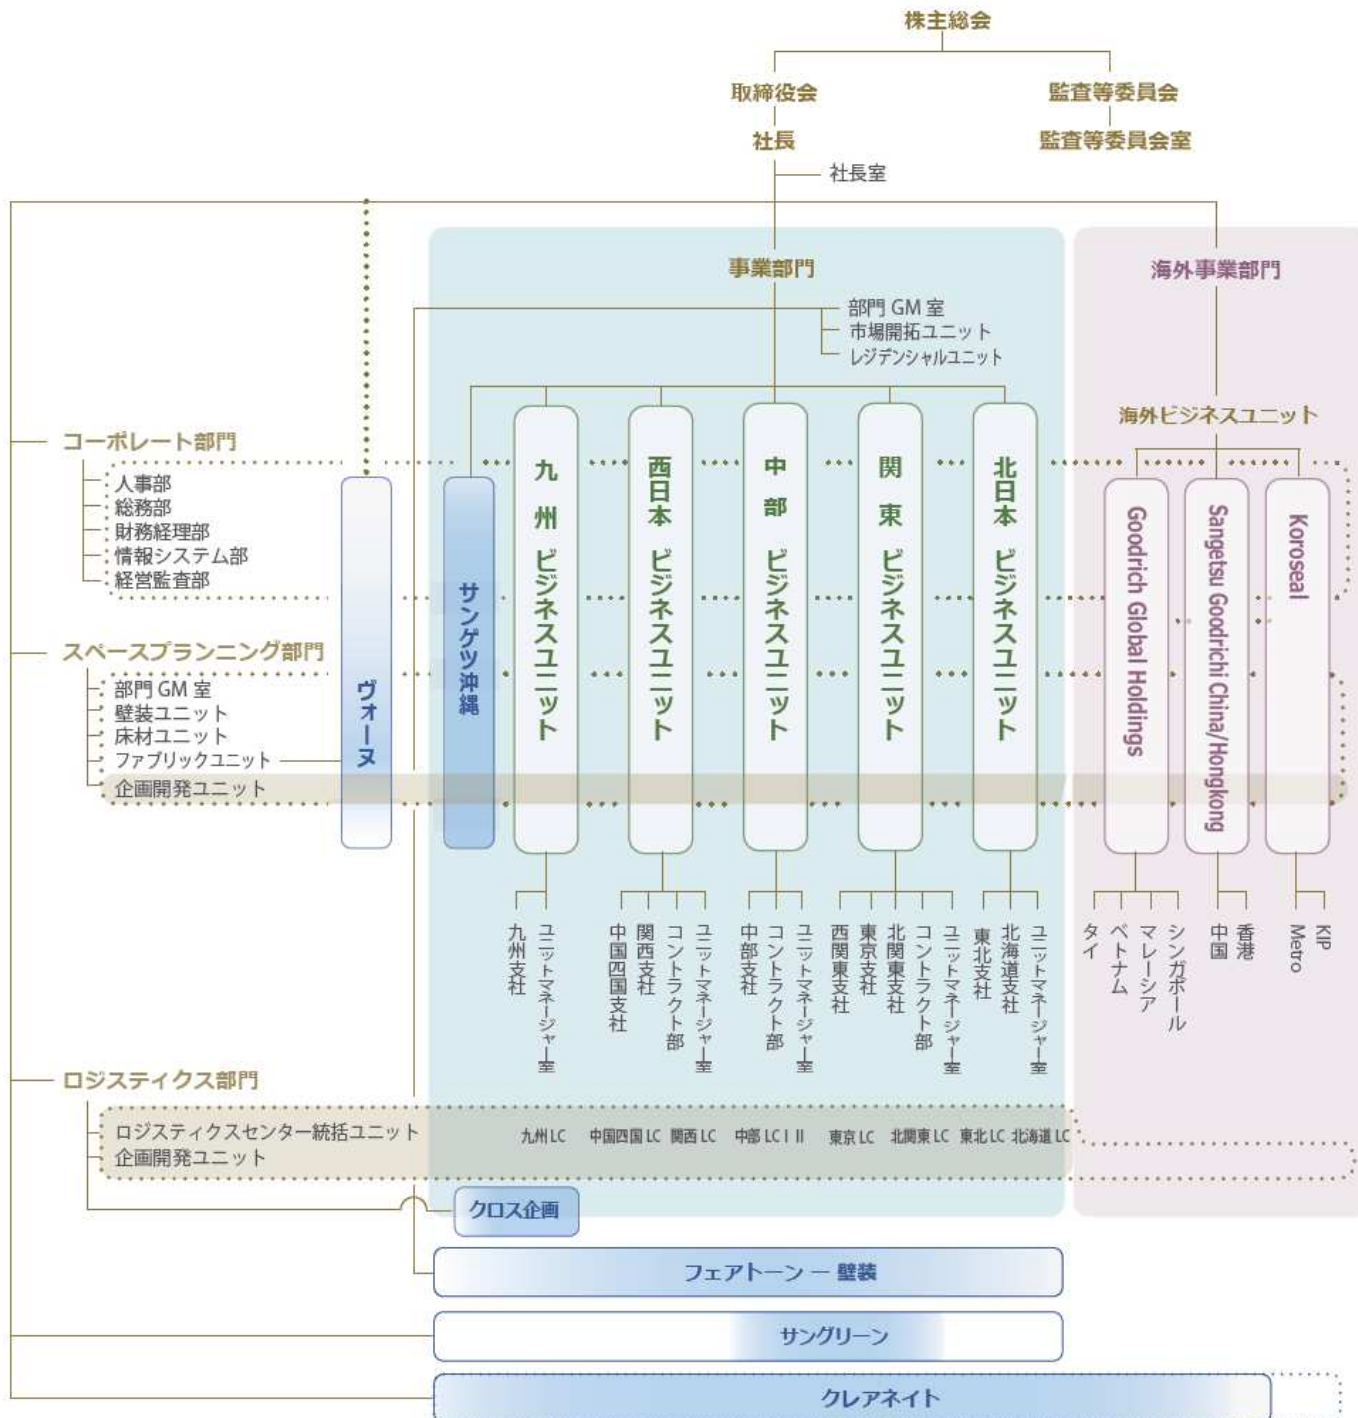 株主総会
取締役会
監査等委員会
社長
監査等委員会室
社長室
事業部門
海外事業部門
部門 GM 室
市場開拓ユニット
レジデンシャルユニット
海外ビジネスユニット
コーポレート部門
人事部
総務部
財務経理部
情報システム部
経営監査部
スペースプランニング部門
部門 GM 室
壁装ユニット
床材ユニット
ファブリックユニット
企画開発ユニット
ヴォーヌ
サンゲツ沖縄
九州 ビジネスユニット
西日本 ビジネスユニット
中部 ビジネスユニット
関東 ビジネスユニット
北日本 ビジネスユニット
Goodrich Global Holdings
Sangetsu Goodrichi China/Hongkong
Koroseal
九州支社
ユニットマネージャー室
中国四国支社
関西支社
コントラクト部
ユニットマネージャー室
中部支社
コントラクト部
ユニットマネージャー室
西関東支社
東京支社
北関東支社
コントラクト部
ユニットマネージャー室
東北支社
北海道支社
ユニットマネージャー室
タイ
ベトナム
マレーシア
シンガポール
中国
香港
Metro
KIP
ロジスティクス部門
ロジスティクスセンター統括ユニット
企画開発ユニット
九州 LC
中国四国 LC
関西 LC
中部 LC I II
東京 LC
北関東 LC
東北 LC
北海道 LC
クロス企画
フェアトーン ー 壁装
サングリーン
クレアネイト